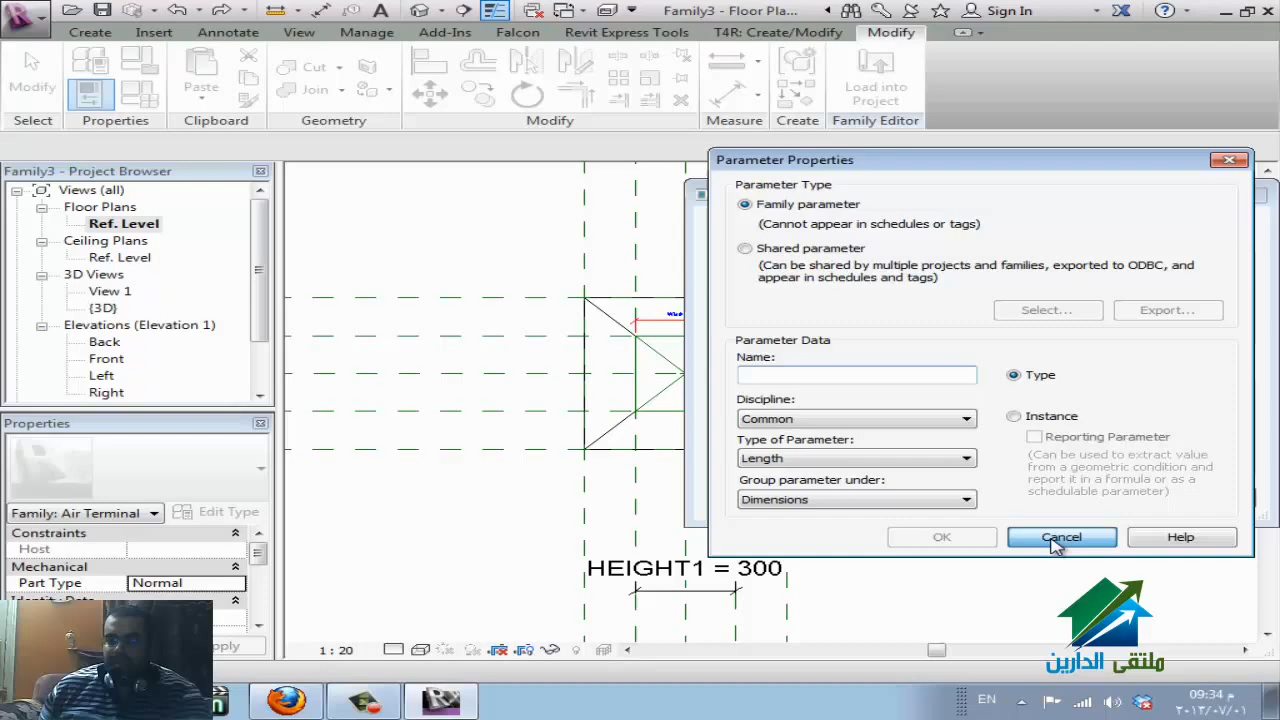 Family3 - Floor Pla... Sign In
Create Insert Annotate View Manage Add-Ins Falcon Revit Express Tools T4R: Create/Modify Modify
Modify Paste Cut Join Load into Project
Select Properties Clipboard Geometry Modify Measure Create Family Editor
Family3 - Project Browser
Views (all)
Floor Plans
Ref. Level
Ceiling Plans
Ref. Level
3D Views
View 1
{3D}
Elevations (Elevation 1)
Back
Front
Left
Right
Properties
Family: Air Terminal Edit Type
Constraints
Host
Mechanical
Part Type Normal
Parameter Properties
Parameter Type
Family parameter
(Cannot appear in schedules or tags)
Shared parameter
(Can be shared by multiple projects and families, exported to ODBC, and
appear in schedules and tags)
Select... Export...
Parameter Data
Name:
Type
Discipline:
Common
Instance
Reporting Parameter
Type of Parameter:
Length
(Can be used to extract value
from a geometric condition and
report it in a formula or as a
schedulable parameter)
Group parameter under:
Dimensions
OK Cancel Help
HEIGHT1 = 300
1 : 20
ملتقى الدارين
EN
09:34 م
٢٠١٣/٠٧/٠١